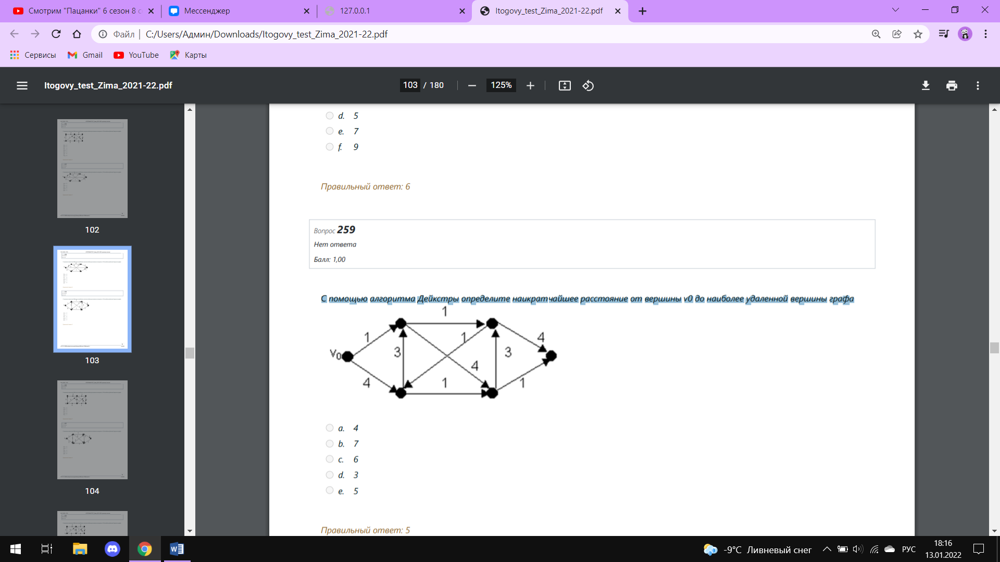 Смотрим "Пацанки" 6 сезон 8 с
Мессенджер
127.0.0.1
Itogovy_test_Zima_2021-22.pdf
Файл
C:/Users/Админ/Downloads/Itogovy_test_Zima_2021-22.pdf
Сервисы
Gmail
YouTube
Карты
Itogovy_test_Zima_2021-22.pdf
103 / 180
125%
102
103
104
d. 5
e. 7
f. 9
Правильный ответ: 6
Вопрос 259
Нет ответа
Балл: 1,00
С помощью алгоритма Дейкстры определите наикратчайшее расстояние от вершины v0 до наиболее удаленной вершины графа
1
1
1
4
V0
3
3
4
4
1
1
a. 4
b. 7
c. 6
d. 3
e. 5
Правильный ответ: 5
-9°C Ливневый снег
РУС
18:16
13.01.2022